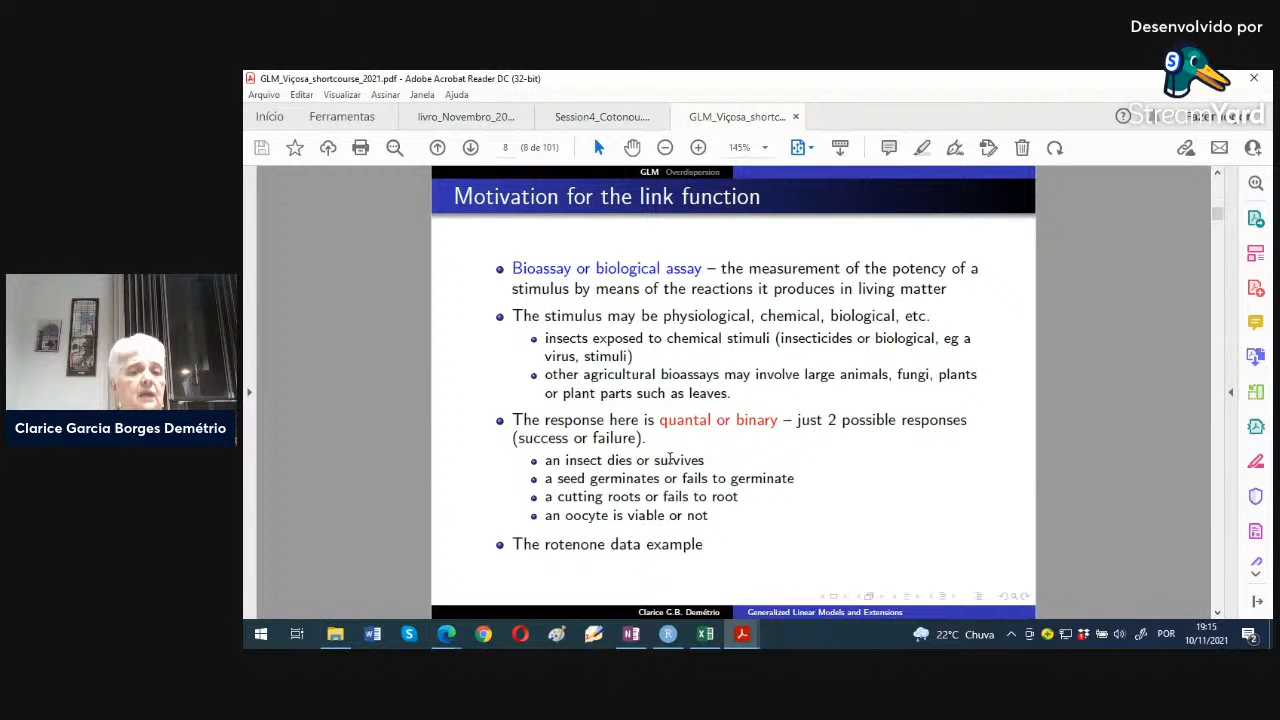 Desenvolvido por
S
StreamYard
GLM_Viçosa_shortcourse_2021.pdf - Adobe Acrobat Reader DC (32-bit)
Arquivo Editar Visualizar Assinar Janela Ajuda
Início Ferramentas livro_Novembro_20... Session4_Cotonou.... GLM_Viçosa_shortc...
8 (8 de 101) 145%
GLM Overdispersion
Motivation for the link function
Bioassay or biological assay – the measurement of the potency of a
stimulus by means of the reactions it produces in living matter
The stimulus may be physiological, chemical, biological, etc.
insects exposed to chemical stimuli (insecticides or biological, eg a
virus, stimuli)
other agricultural bioassays may involve large animals, fungi, plants
or plant parts such as leaves.
The response here is quantal or binary – just 2 possible responses
(success or failure).
an insect dies or survives
a seed germinates or fails to germinate
a cutting roots or fails to root
an oocyte is viable or not
The rotenone data example
Clarice G.B. Demétrio Generalized Linear Models and Extensions
Clarice Garcia Borges Demétrio
22°C Chuva POR 19:15
10/11/2021 2